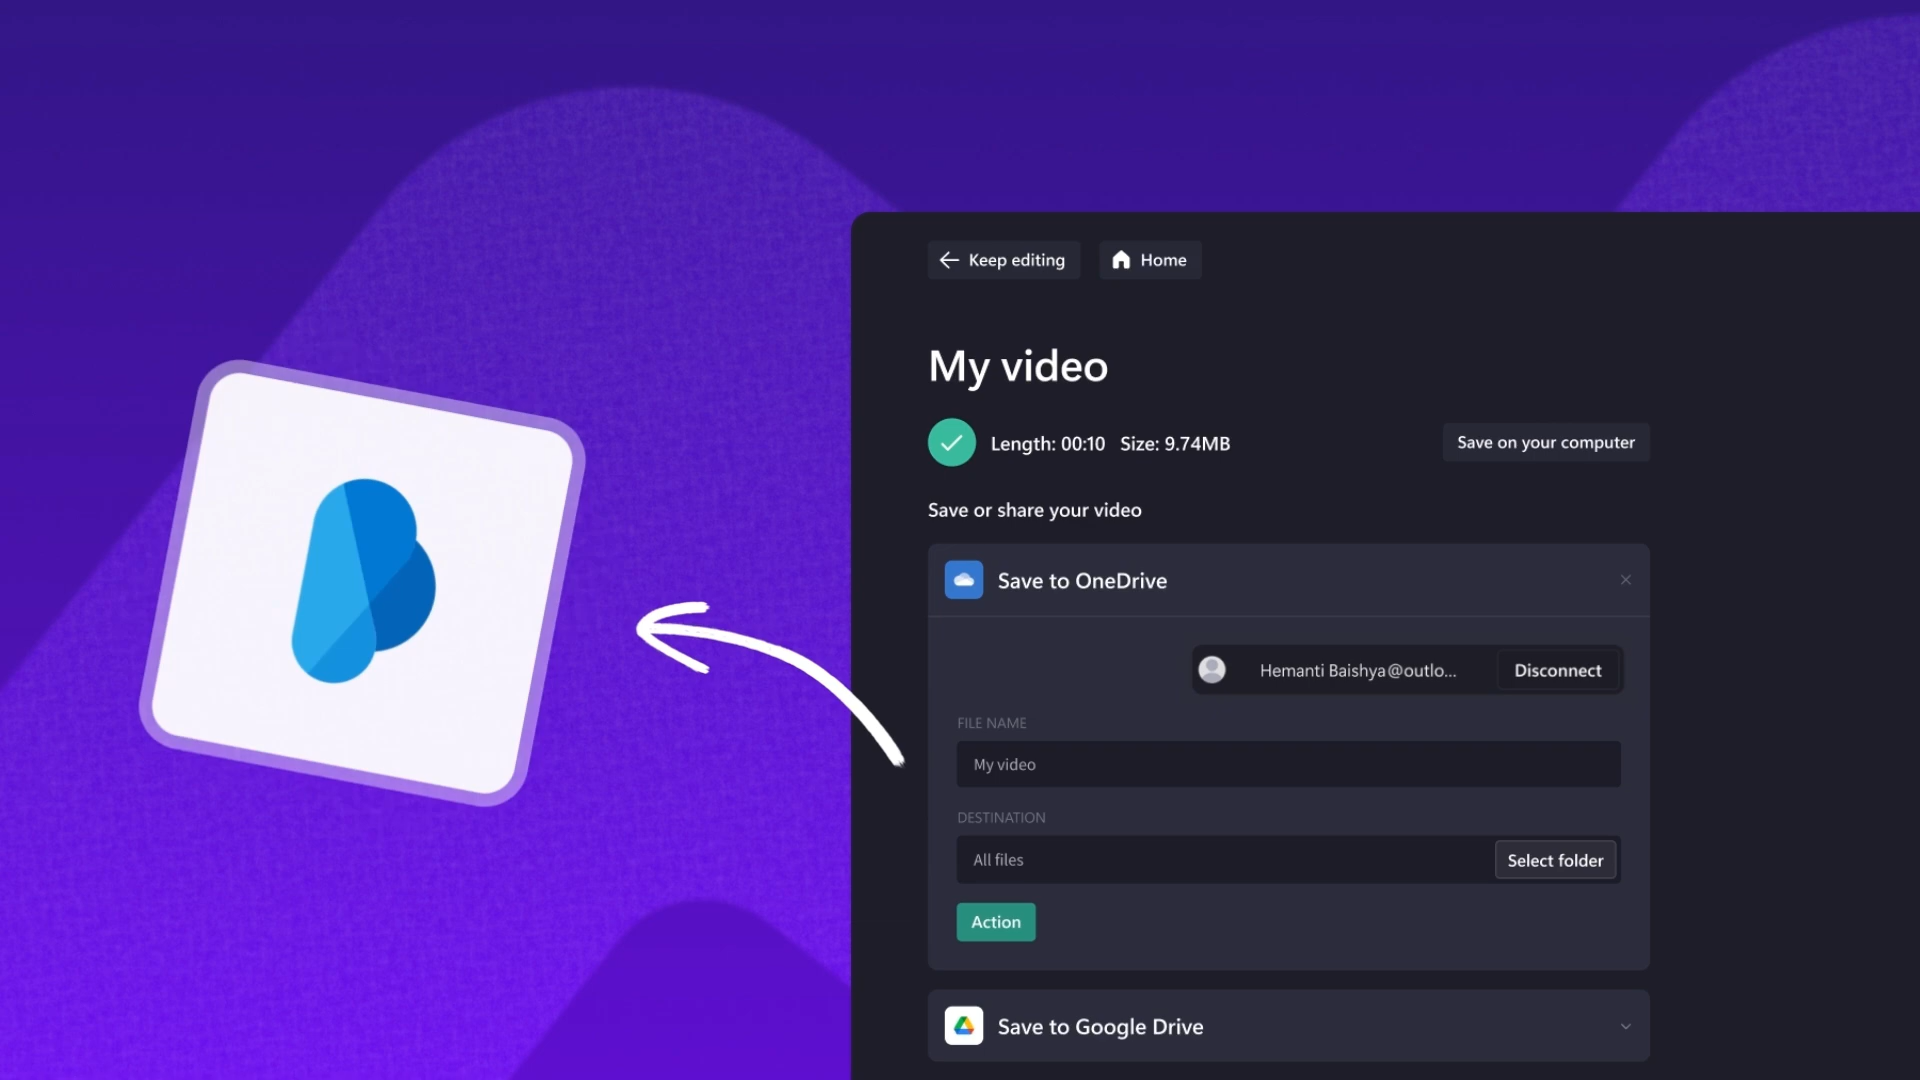 Keep editing
Home
My video
Length: 00:10 Size: 9.74MB
Save on your computer
Save or share your video
Save to OneDrive
Hemanti Baishya@outlo...
Disconnect
FILE NAME
My video
DESTINATION
All files
Select folder
Action
Save to Google Drive